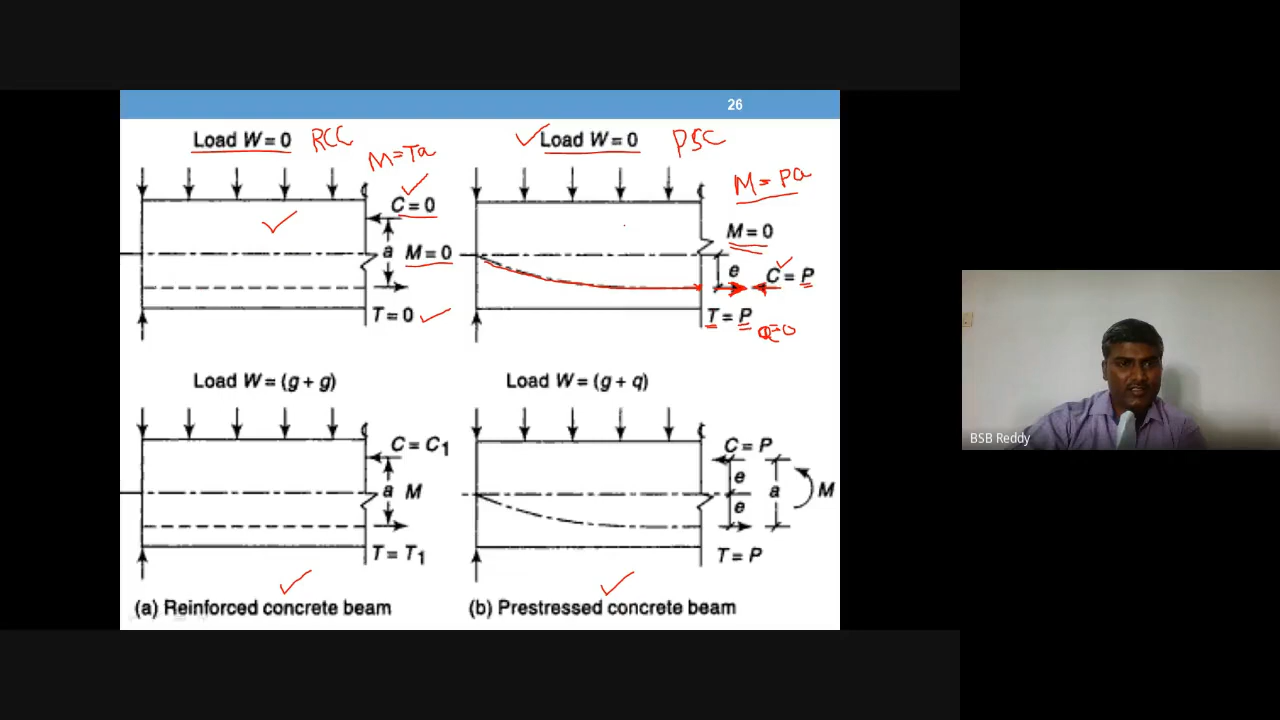 26
Load W = 0 RCC
M = Ta
C = 0
a M = 0
T = 0
Load W = 0 PSC
M = Pa
M = 0
e
C = P
T = P
a=0
Load W = (g + g)
C = C1
a M
T = T1
(a) Reinforced concrete beam
Load W = (g + q)
C = P
e
a
M
e
T = P
(b) Prestressed concrete beam
BSB Reddy